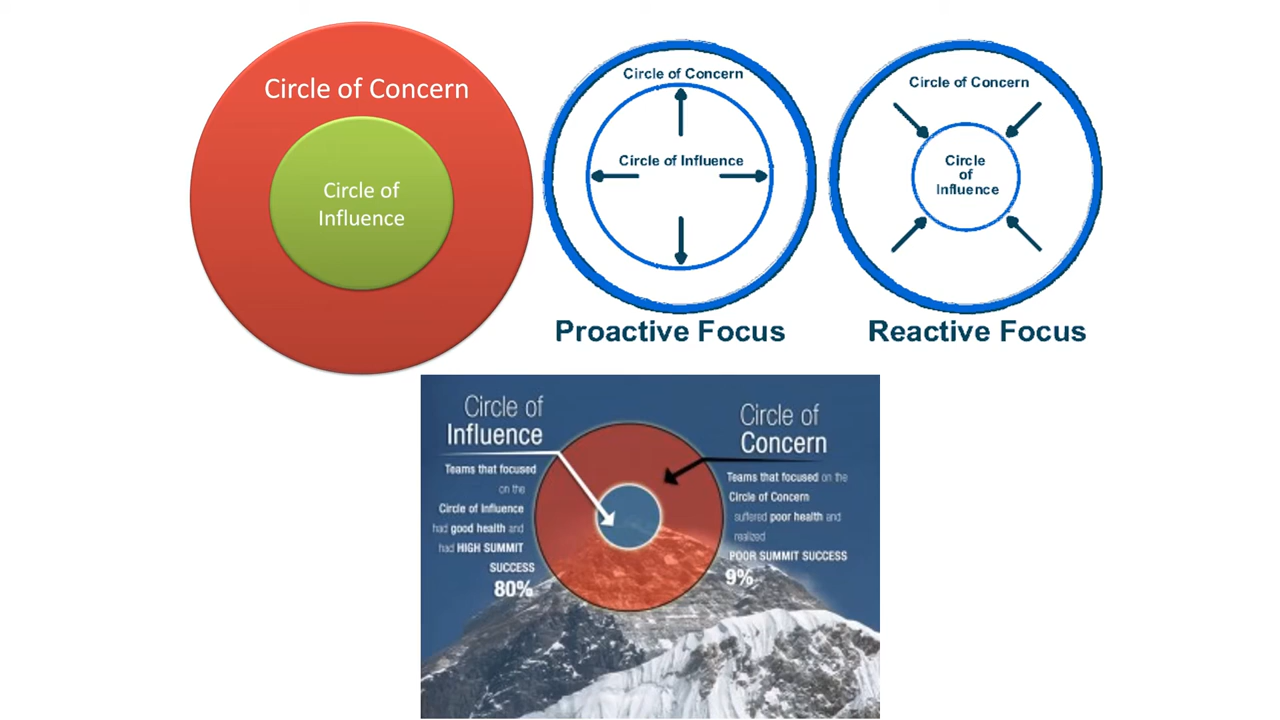 Circle of Concern
Circle of
Influence
Circle of Concern
Circle of Influence
Proactive Focus
Circle of Concern
Circle
of
Influence
Reactive Focus
Circle of
Influence
Teams that focused
on the
Circle of Influence
had good health and
had HIGH SUMMIT
SUCCESS
80%
Circle of
Concern
Teams that focused on the
Circle of Concern
suffered poor health and
realized
POOR SUMMIT SUCCESS
9%